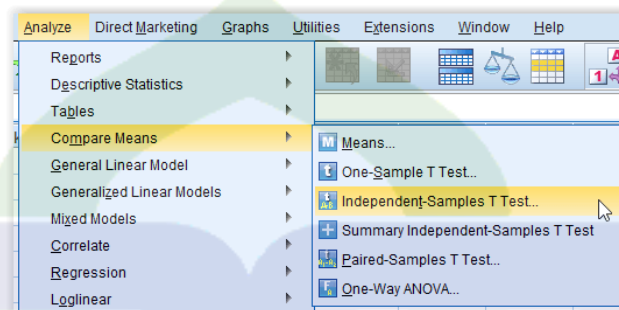 Analyze Direct Marketing Graphs Utilities Extensions Window Help
Reports
Descriptive Statistics
Tables
Compare Means
General Linear Model
Generalized Linear Models
Mixed Models
Correlate
Regression
Loglinear
Means...
One-Sample T Test...
Independent-Samples T Test...
Summary Independent-Samples T Test
Paired-Samples T Test...
One-Way ANOVA...